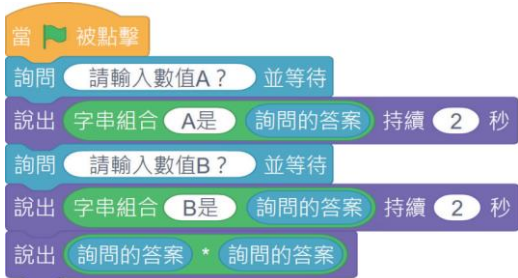 當 被點擊
詢問 請輸入數值A? 並等待
說出 字串組合 A是 詢問的答案 持續 2 秒
詢問 請輸入數值B? 並等待
說出 字串組合 B是 詢問的答案 持續 2 秒
說出 詢問的答案 * 詢問的答案